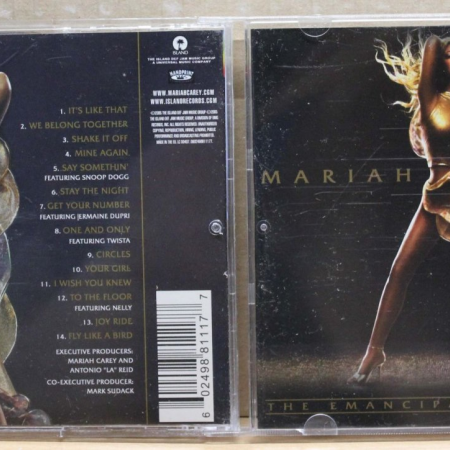 ISLAND
THE ISLAND DEF JAM MUSIC GROUP
A UNIVERSAL MUSIC COMPANY
WWW.MARIAHCAREY.COM
WWW.ISLANDRECORDS.COM
1. IT'S LIKE THAT
2. WE BELONG TOGETHER
3. SHAKE IT OFF
4. MINE AGAIN
5. SAY SOMETHIN'
FEATURING SNOOP DOGG
6. STAY THE NIGHT
7. GET YOUR NUMBER
FEATURING JERMAINE DUPRI
8. ONE AND ONLY
FEATURING TWISTA
9. CIRCLES
10. YOUR GIRL
11. I WISH YOU KNEW
12. TO THE FLOOR
FEATURING NELLY
13. JOY RIDE
14. FLY LIKE A BIRD
EXECUTIVE PRODUCERS:
MARIAH CAREY AND
ANTONIO "LA" REID
CO-EXECUTIVE PRODUCER:
MARK SUDACK
6 02498 81117 7
MARIAH
THE EMANCIP